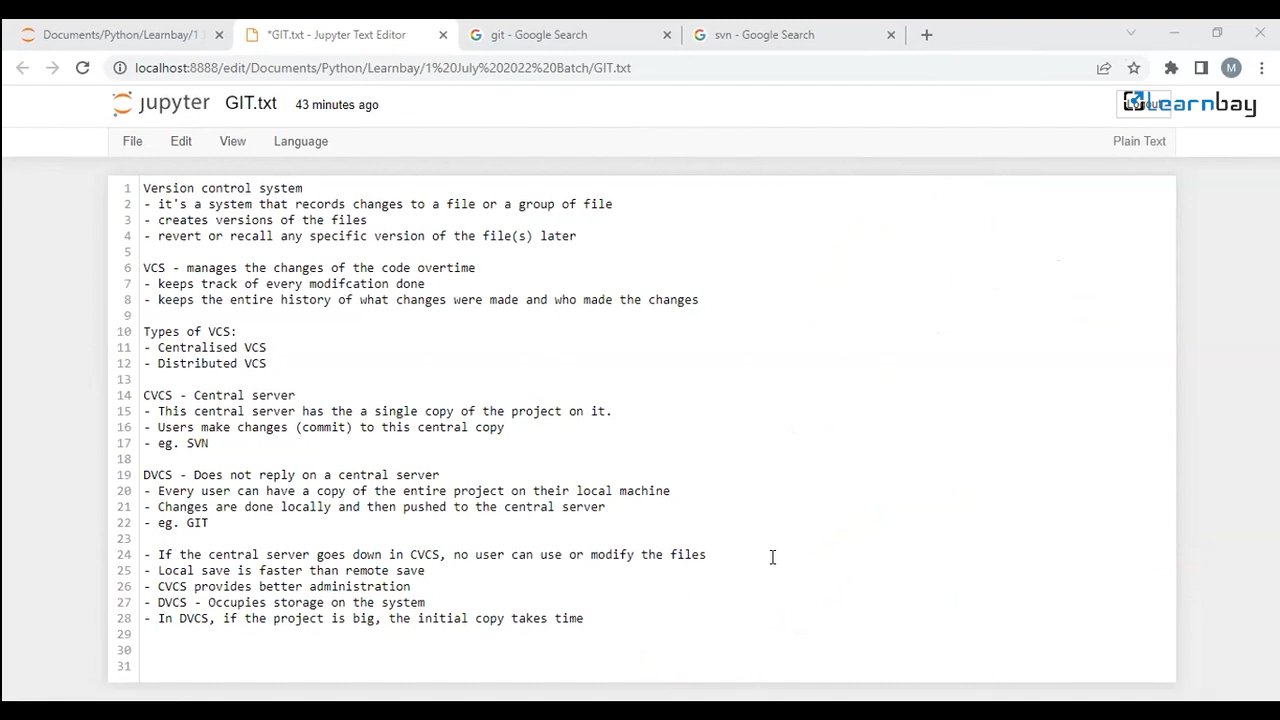 Documents/Python/Learnbay/1
*GIT.txt - Jupyter Text Editor
git - Google Search
svn - Google Search
localhost:8888/edit/Documents/Python/Learnbay/1%20July%202022%20Batch/GIT.txt
M
jupyter GIT.txt 43 minutes ago
learnbay
File Edit View Language
Plain Text
1 Version control system
2 - it's a system that records changes to a file or a group of file
3 - creates versions of the files
4 - revert or recall any specific version of the file(s) later
5
6 VCS - manages the changes of the code overtime
7 - keeps track of every modifcation done
8 - keeps the entire history of what changes were made and who made the changes
9
10 Types of VCS:
11 - Centralised VCS
12 - Distributed VCS
13
14 CVCS - Central server
15 - This central server has the a single copy of the project on it.
16 - Users make changes (commit) to this central copy
17 - eg. SVN
18
19 DVCS - Does not reply on a central server
20 - Every user can have a copy of the entire project on their local machine
21 - Changes are done locally and then pushed to the central server
22 - eg. GIT
23
24 - If the central server goes down in CVCS, no user can use or modify the files
25 - Local save is faster than remote save
26 - CVCS provides better administration
27 - DVCS - Occupies storage on the system
28 - In DVCS, if the project is big, the initial copy takes time
29
30
31